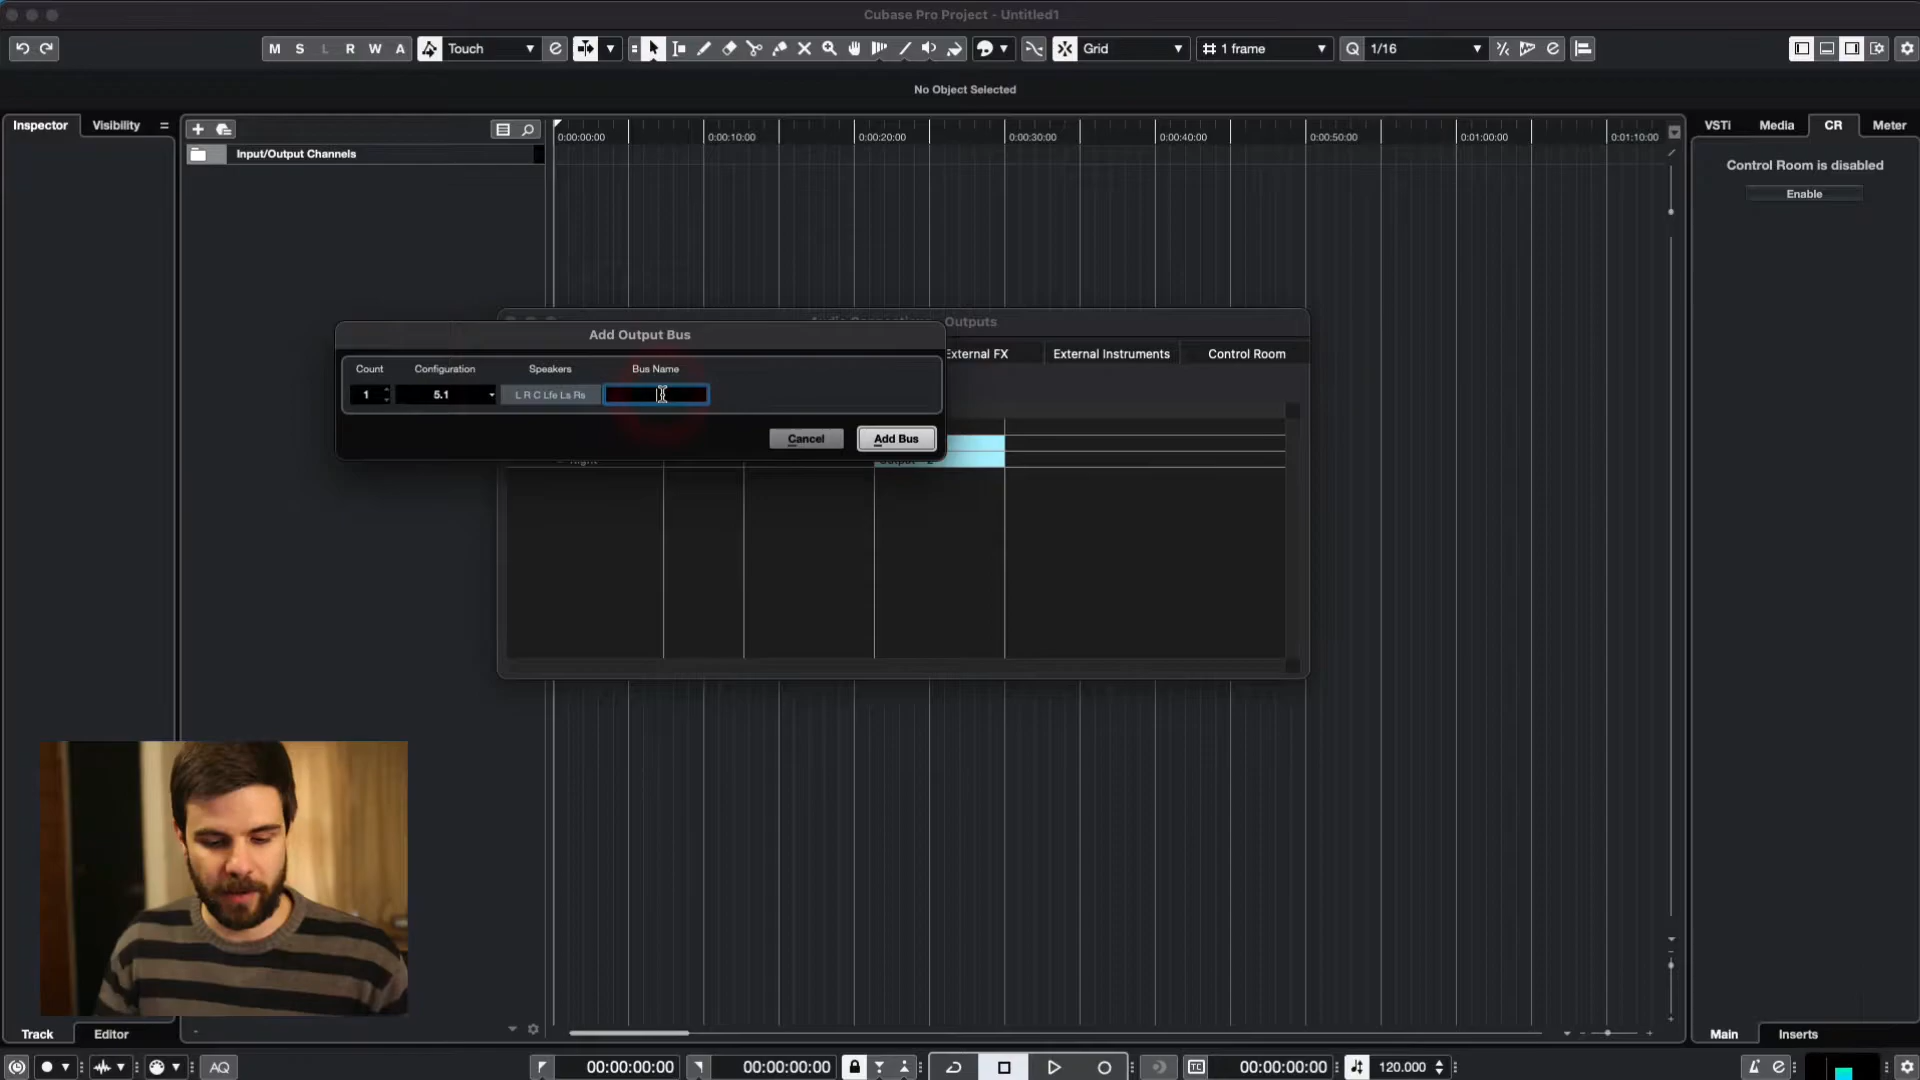 Cubase Pro Project - Untitled1
M S L R W A Touch Grid 1 frame Q 1/16
No Object Selected
Inspector Visibility
Input/Output Channels
0:00:00:00 0:00:10:00 0:00:20:00 0:00:30:00 0:00:40:00 0:00:50:00 0:01:00:00 0:01:10:00
VSTi Media CR Meter
Control Room is disabled
Enable
Outputs
External FX External Instruments Control Room
Add Output Bus
Count Configuration Speakers Bus Name
1 5.1 L R C Lfe Ls Rs
Cancel Add Bus
Track Editor
Main Inserts
AQ 00:00:00:00 00:00:00:00 TC 00:00:00:00 120.000